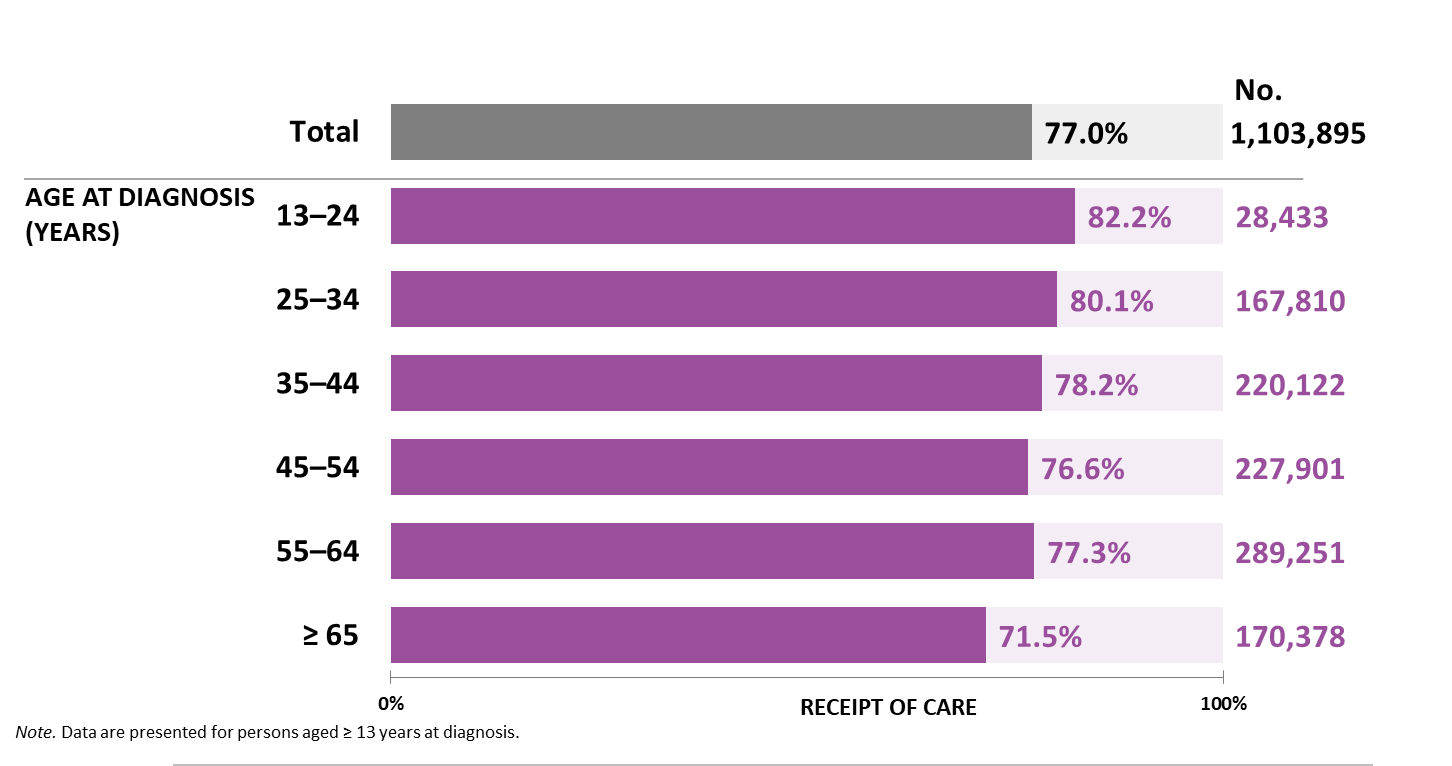 No.
Total 77.0% 1,103,895
AGE AT DIAGNOSIS
(YEARS)
13–24 82.2% 28,433
25–34 80.1% 167,810
35–44 78.2% 220,122
45–54 76.6% 227,901
55–64 77.3% 289,251
≥ 65 71.5% 170,378
0% RECEIPT OF CARE 100%
Note. Data are presented for persons aged ≥ 13 years at diagnosis.